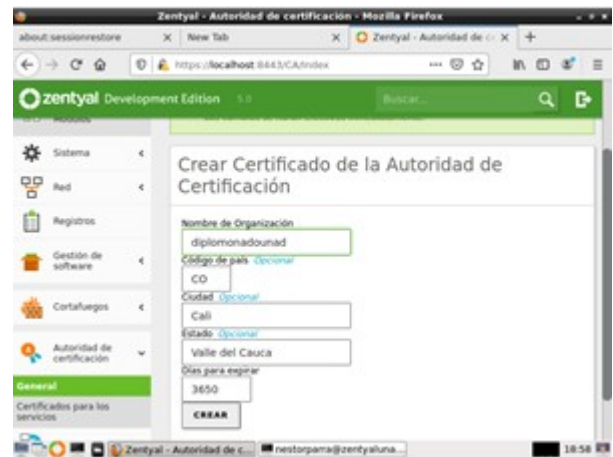 Zentyal - Autoridad de certificación - Mozilla Firefox
about:sessionrestore
New Tab
Zentyal - Autoridad de
https://localhost:8443/CA/Index
zentyal Development Edition 5.0
Buscar...
Módulos
Sistema
Red
Registros
Gestión de
software
Cortafuegos
Autoridad de
certificación
General
Certificados para los
servicios
Crear Certificado de la Autoridad de
Certificación
Nombre de Organización
diplomonadounad
Código de país Opcional
CO
Ciudad Opcional
Cali
Estado Opcional
Valle del Cauca
Días para expirar
3650
CREAR
Zentyal - Autoridad de c...
nestorparra@zentyaluna...
18:58